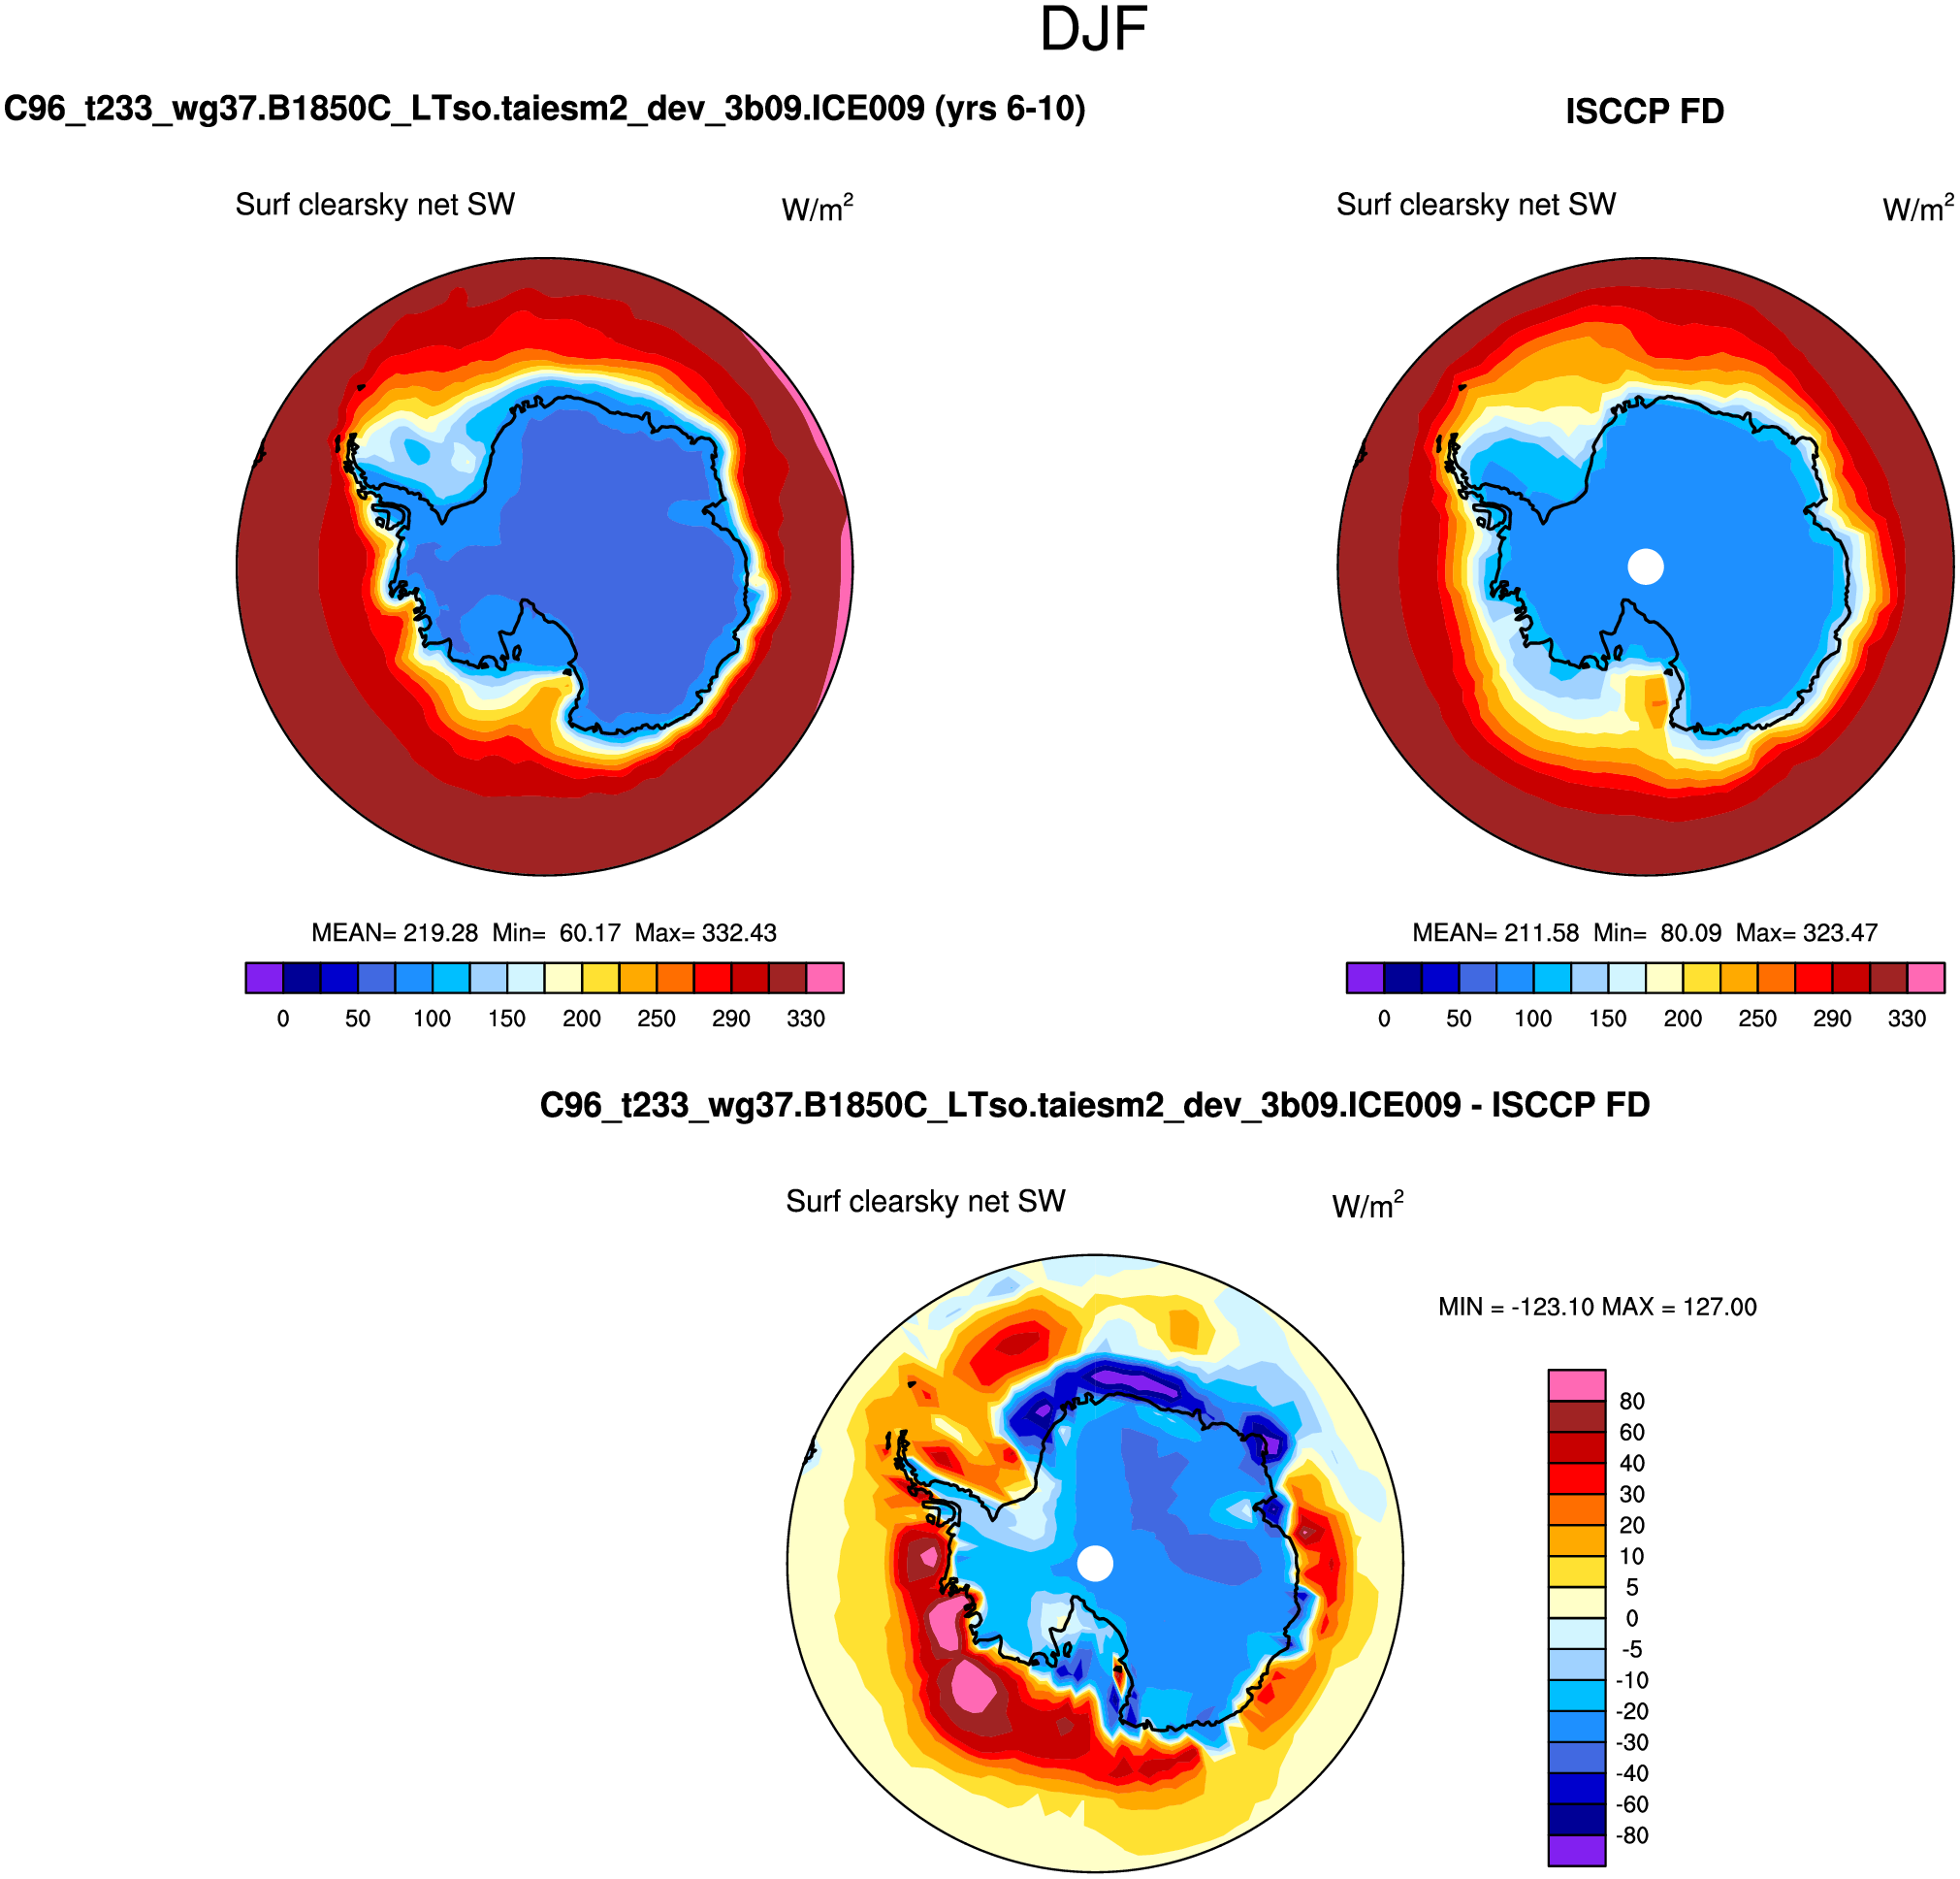 DJF
C96_t233_wg37.B1850C_LTso.taiesm2_dev_3b09.ICE009 (yrs 6-10)
ISCCP FD
Surf clearsky net SW W/m2
Surf clearsky net SW W/m2
MEAN= 219.28 Min= 60.17 Max= 332.43
MEAN= 211.58 Min= 80.09 Max= 323.47
0 50 100 150 200 250 290 330
0 50 100 150 200 250 290 330
C96_t233_wg37.B1850C_LTso.taiesm2_dev_3b09.ICE009 - ISCCP FD
Surf clearsky net SW W/m2
MIN = -123.10 MAX = 127.00
80
60
40
30
20
10
5
0
-5
-10
-20
-30
-40
-60
-80